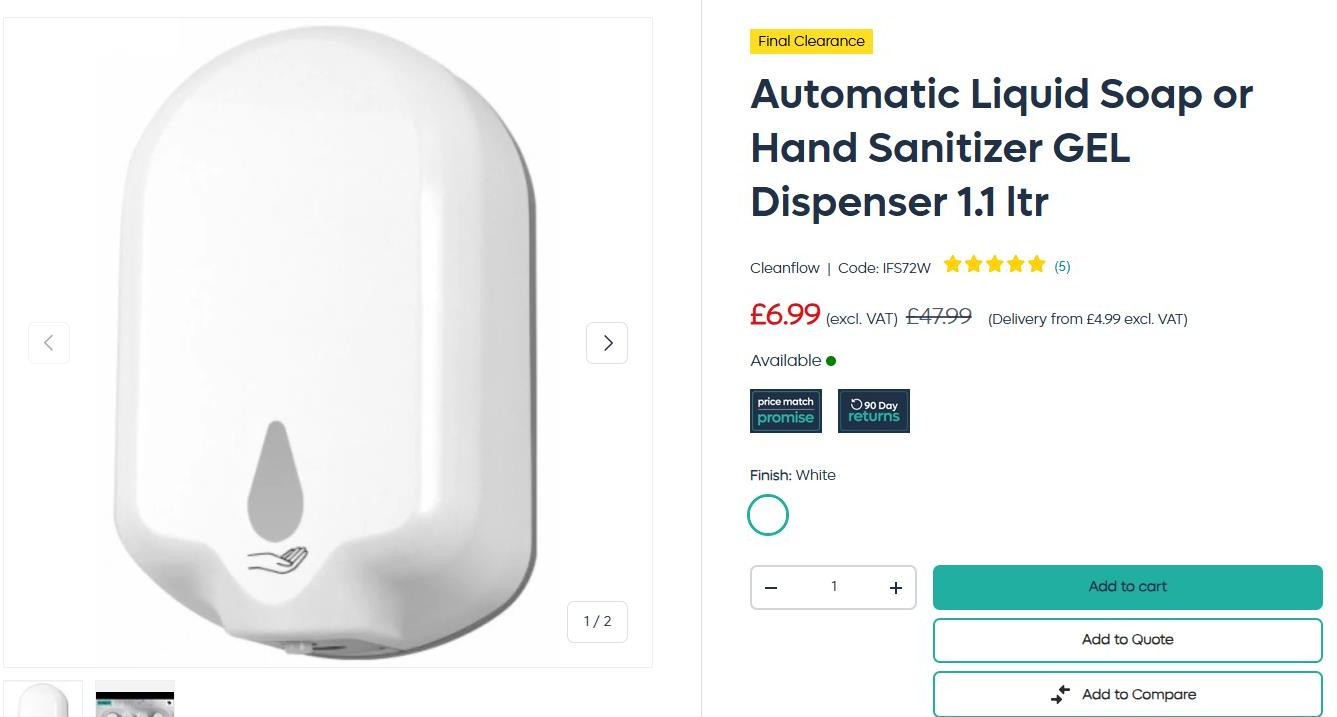 Final Clearance
Automatic Liquid Soap or
Hand Sanitizer GEL
Dispenser 1.1 ltr
Cleanflow | Code: IFS72W (5)
£6.99 (excl. VAT) £47.99 (Delivery from £4.99 excl. VAT)
Available
price match
promise
90 Day
returns
Finish: White
1
Add to cart
1 / 2
Add to Quote
Add to Compare